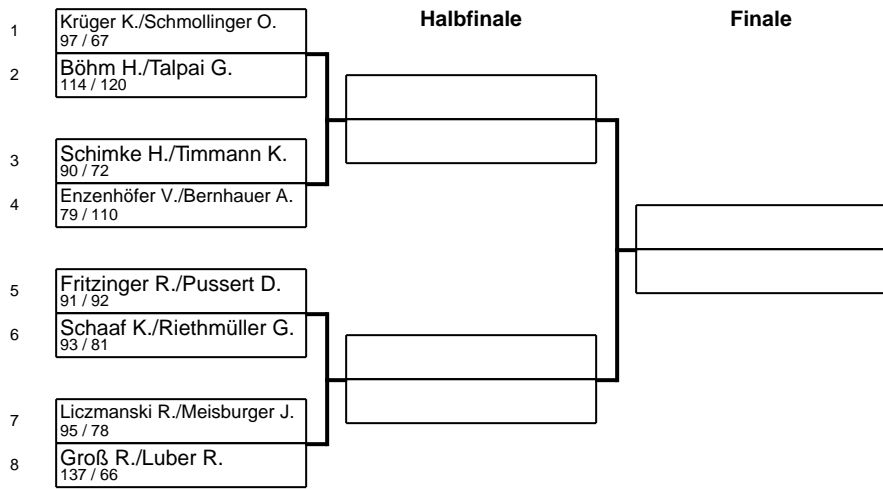 Halbfinale
Finale
1
Krüger K./Schmollinger O.
97 / 67
2
Böhm H./Talpai G.
114 / 120
3
Schimke H./Timmann K.
90 / 72
4
Enzenhöfer V./Bernhauer A.
79 / 110
5
Fritzinger R./Pussert D.
91 / 92
6
Schaaf K./Riethmüller G.
93 / 81
7
Liczmanski R./Meisburger J.
95 / 78
8
Groß R./Luber R.
137 / 66